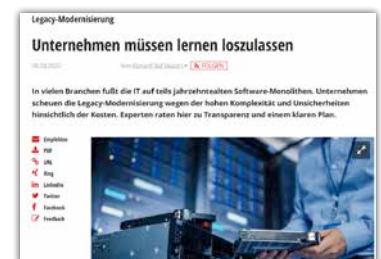 Legacy-Modernisierung
Unternehmen müssen lernen loszulassen
Von
FOLGEN
In vielen Branchen fußt die IT auf teils jahrzehntealten Software-Monolithen. Unternehmen
scheuen die Legacy-Modernisierung wegen der hohen Komplexität und Unsicherheiten
hinsichtlich der Kosten. Experten raten hier zu Transparenz und einem klaren Plan.
Empfehlen
PDF
URL
Xing
LinkedIn
Twitter
Facebook
Feedback